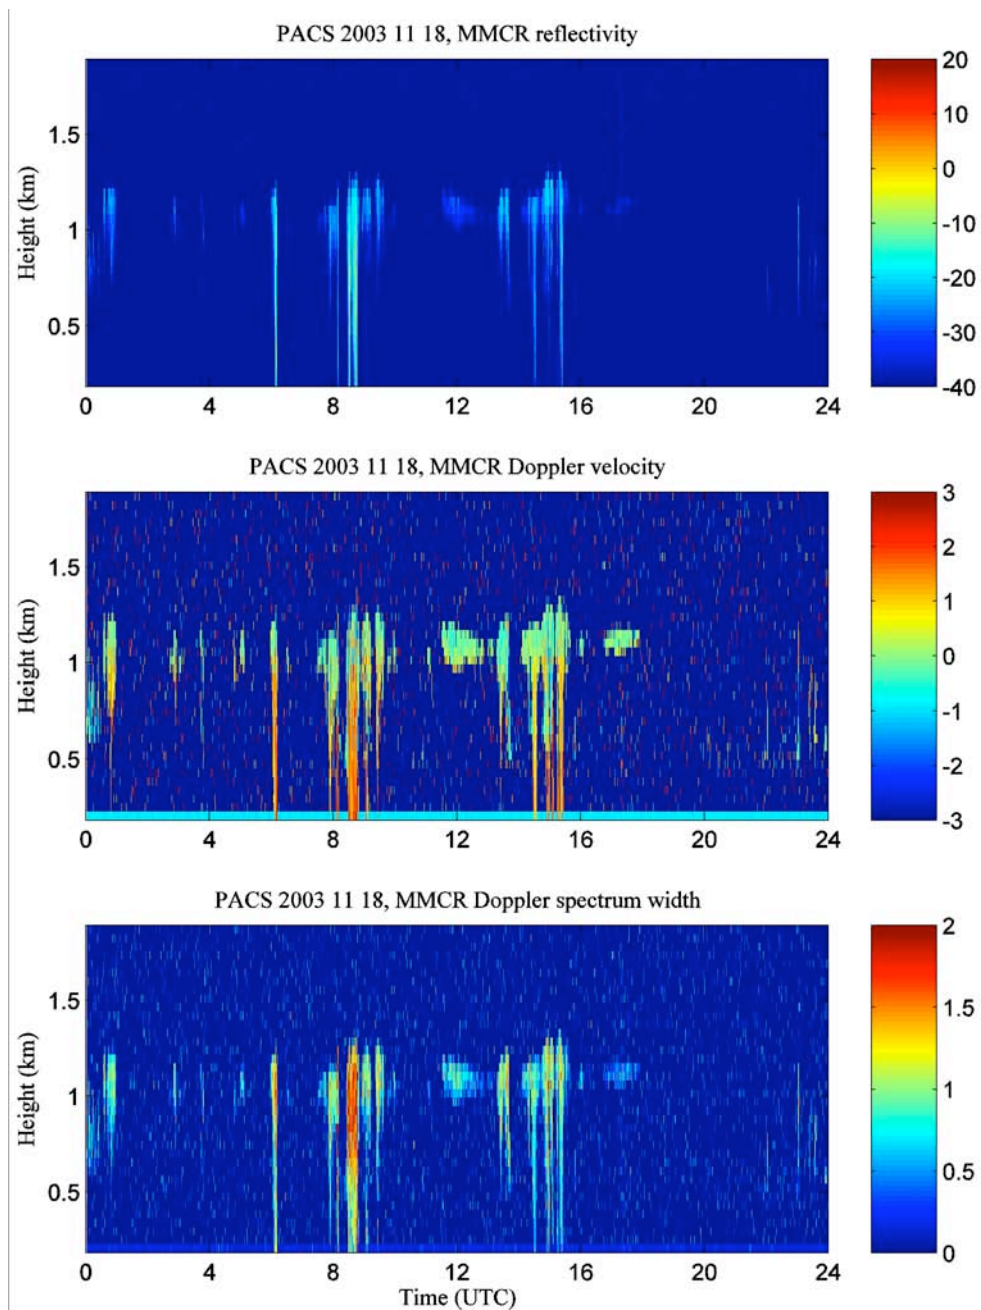 PACS 2003 11 18, MMCR reflectivity
Height (km)
1.5
1
0.5
0 4 8 12 16 20 24
20
10
0
-10
-20
-30
-40
PACS 2003 11 18, MMCR Doppler velocity
Height (km)
1.5
1
0.5
0 4 8 12 16 20 24
3
2
1
0
-1
-2
-3
PACS 2003 11 18, MMCR Doppler spectrum width
Height (km)
1.5
1
0.5
0 4 8 12 16 20 24
Time (UTC)
2
1.5
1
0.5
0